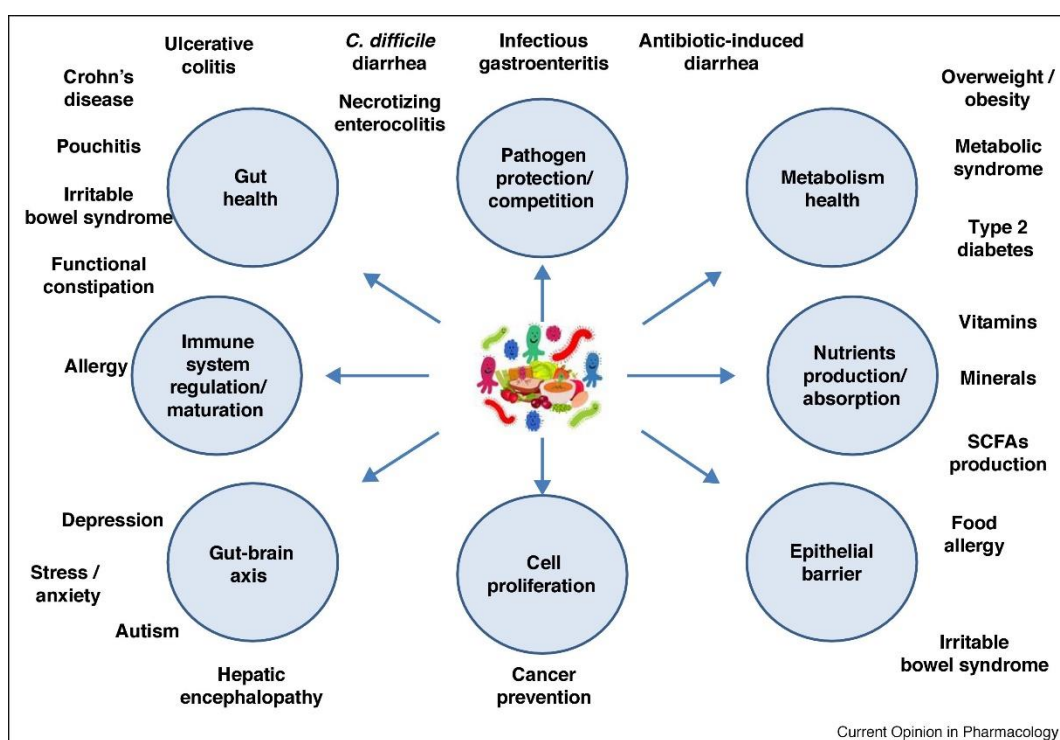 Ulcerative
colitis
C. difficile
diarrhea
Infectious
gastroenteritis
Antibiotic-induced
diarrhea
Crohn's
disease
Necrotizing
enterocolitis
Overweight /
obesity
Pouchitis
Gut
health
Pathogen
protection/
competition
Metabolism
health
Metabolic
syndrome
Irritable
bowel syndrome
Type 2
diabetes
Functional
constipation
Allergy
Immune
system
regulation/
maturation
Nutrients
production/
absorption
Vitamins
Minerals
SCFAs
production
Depression
Stress /
anxiety
Autism
Gut-brain
axis
Cell
proliferation
Epithelial
barrier
Food
allergy
Hepatic
encephalopathy
Cancer
prevention
Irritable
bowel syndrome
Current Opinion in Pharmacology